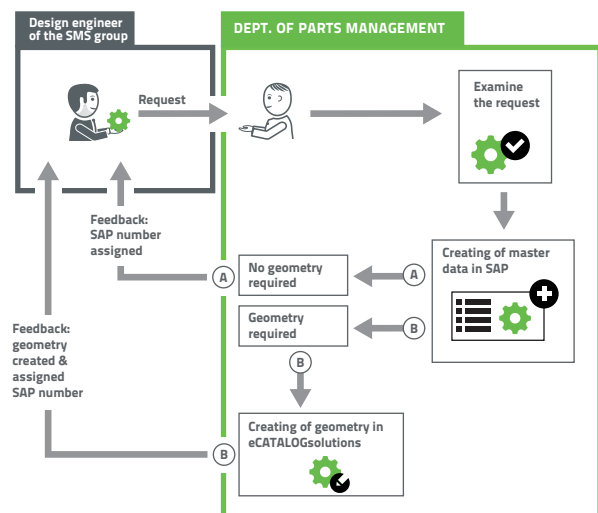 Design engineer
of the SMS group
DEPT. OF PARTS MANAGEMENT
Request
Examine
the request
Feedback:
SAP number
assigned
Creating of master
data in SAP
A
No geometry
required
A
Geometry
required
B
B
Feedback:
geometry
created &
assigned
SAP number
Creating of geometry in
eCATALOGsolutions
B